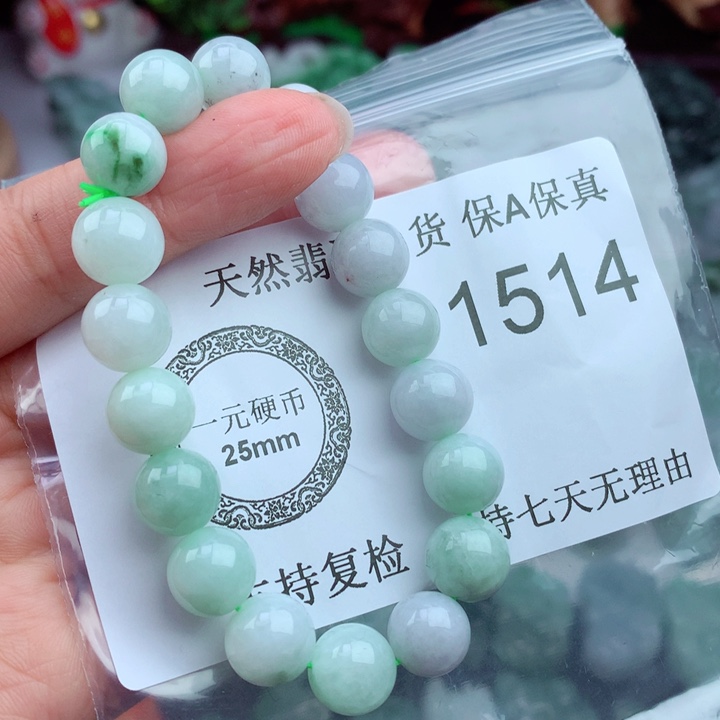 天然翡
货 保A保真
1514
一元硬币
25mm
持复检
持七天无理由